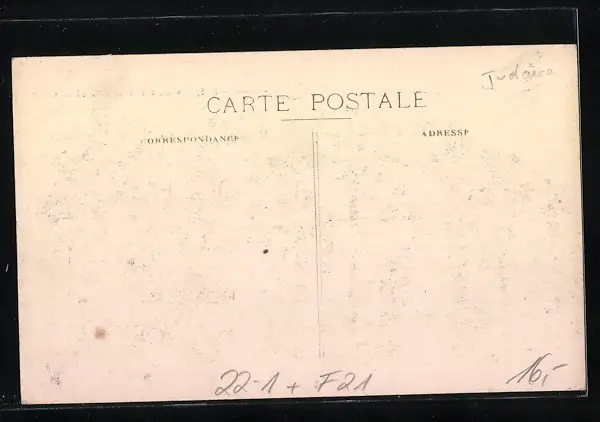 Judaica
CARTE POSTALE
CORRESPONDANCE
ADRESSE
22-1 + F21
16,-